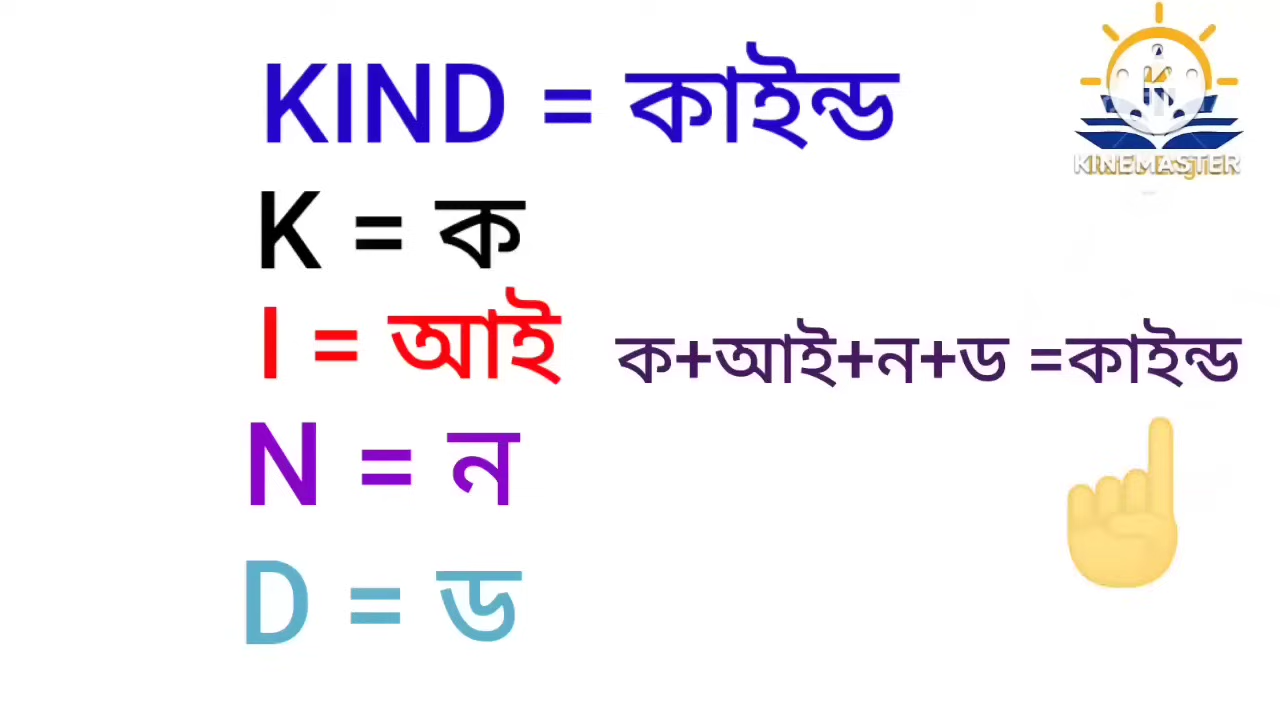 KIND = কাইন্ড
K = ক
I = আই
ক+আই+ন+ড =কাইন্ড
N = ন
D = ড
K
KINEMASTER